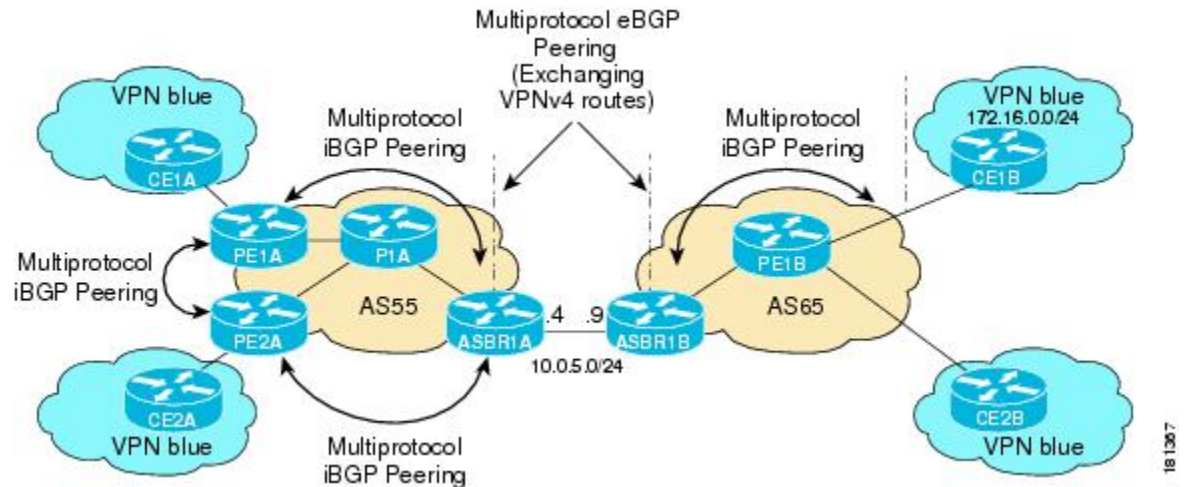 Multiprotocol eBGP
Peering
(Exchanging
VPNv4 routes)
VPN blue
CE1A
Multiprotocol
iBGP Peering
Multiprotocol
iBGP Peering
VPN blue
172.16.0.0/24
CE1B
PE1A
P1A
PE1B
Multiprotocol
iBGP Peering
AS55
AS65
PE2A
ASBR1A
.4
.9
ASBR1B
10.0.5.0/24
CE2A
VPN blue
CE2B
VPN blue
Multiprotocol
iBGP Peering
181367